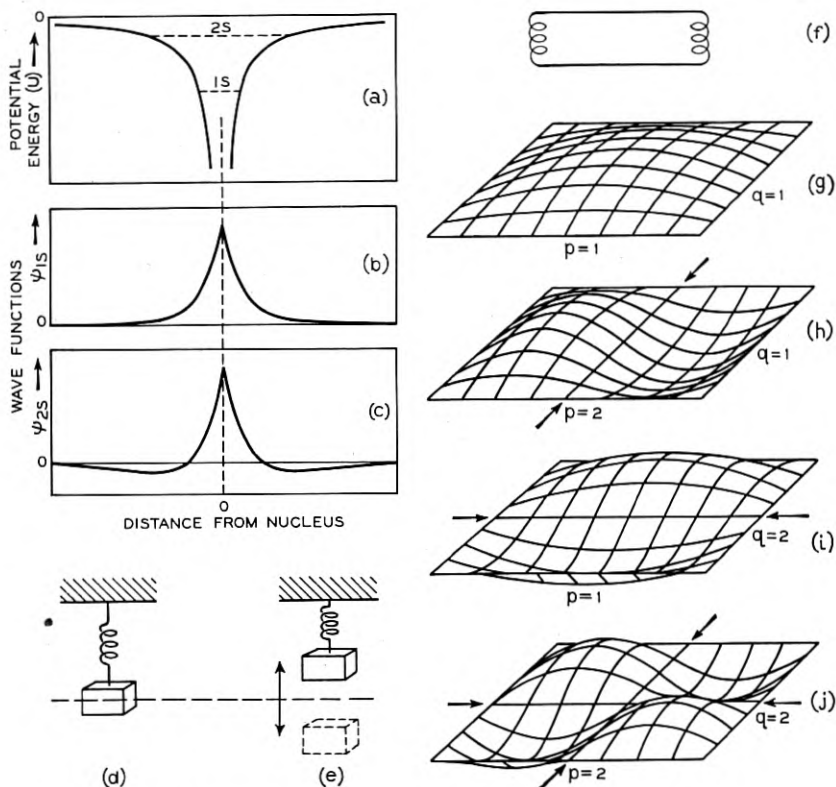 0
POTENTIAL
ENERGY (U)
2S
1S
(a)
WAVE FUNCTIONS
ψ1S
0
(b)
ψ2S
0
(c)
0
DISTANCE FROM NUCLEUS
(d)
(e)
(f)
(g)
q=1
p=1
(h)
q=1
p=2
(i)
q=2
p=1
(j)
q=2
p=2